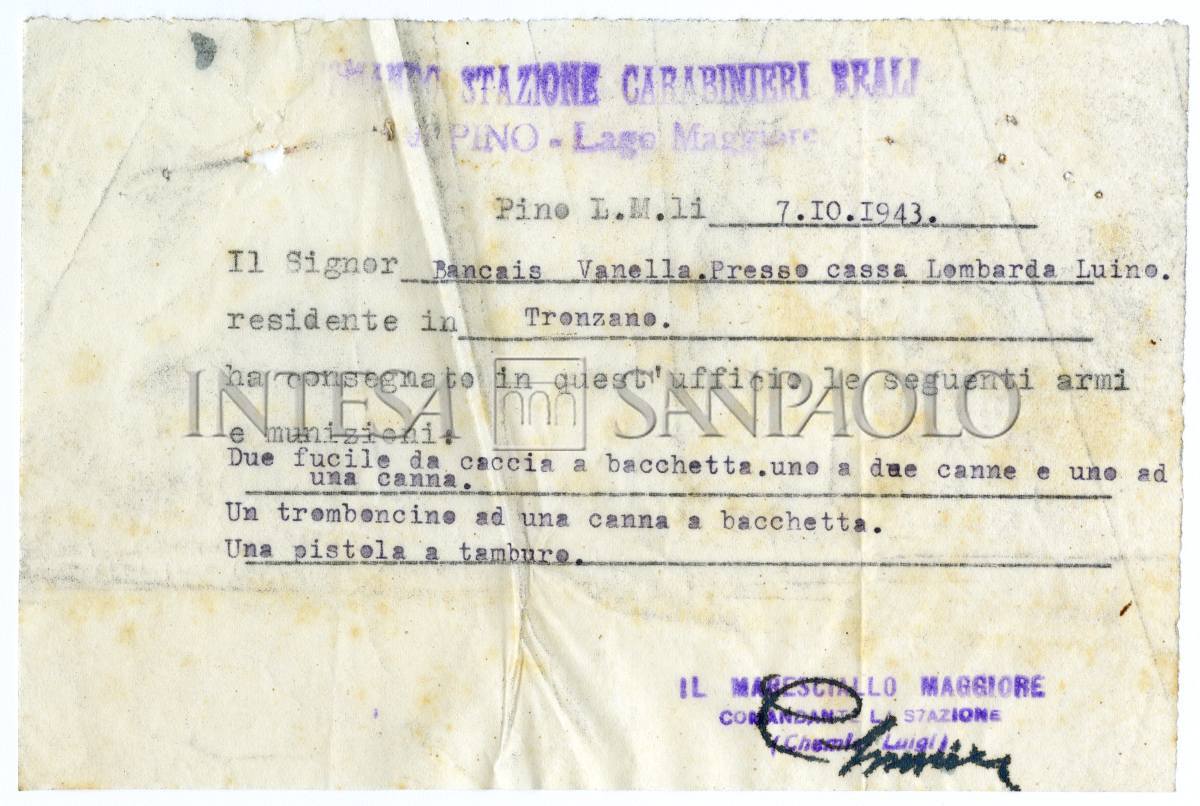 COMANDO STAZIONE CARABINIERI REALI
PINO - Lago Maggiore
Pino L.M.li 7.IO.1943.
Il Signor Bancais Vanella.Presso cassa Lombarda Luino.
residente in Tronzano.
ha consegnato in quest'ufficio le seguenti armi
INTESA SANPAOLO
e munizioni:
Due fucile da caccia a bacchetta.uno a due canne e uno ad
una canna.
Un tromboncino ad una canna a bacchetta.
Una pistola a tamburo.
IL MARESCIALLO MAGGIORE
COMANDANTE LA STAZIONE
Luigi)